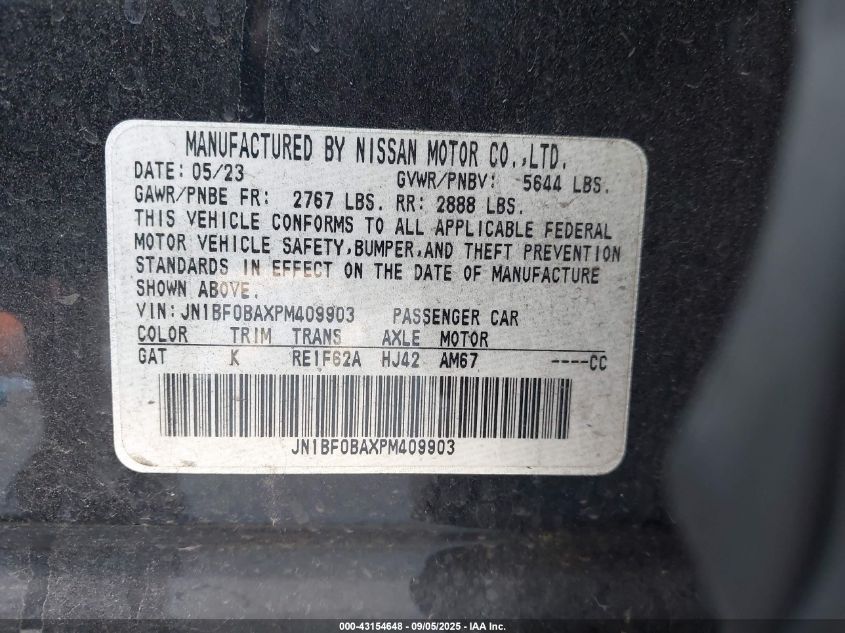 MANUFACTURED BY NISSAN MOTOR CO.,LTD.
DATE: 05/23 GVWR/PNBV: 5644 LBS.
GAWR/PNBE FR: 2767 LBS. RR: 2888 LBS.
THIS VEHICLE CONFORMS TO ALL APPLICABLE FEDERAL
MOTOR VEHICLE SAFETY,BUMPER,AND THEFT PREVENTION
STANDARDS IN EFFECT ON THE DATE OF MANUFACTURE
SHOWN ABOVE.
VIN: JN1BF0BAXPM409903 PASSENGER CAR
COLOR TRIM TRANS AXLE MOTOR
GAT K RE1F62A HJ42 AM67 ----CC
JN1BF0BAXPM409903
000-43154648 - 09/05/2025 - IAA Inc.